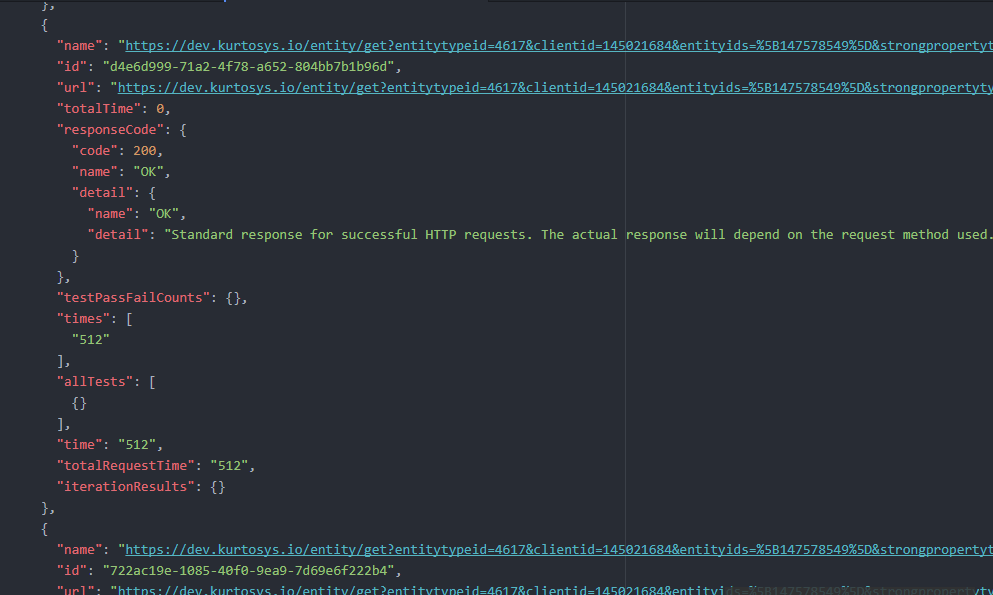 },
{
"name": "https://dev.kurtosys.io/entity/get?entitytypeid=4617&clientid=145021684&entityids=%5B147578549%5D&strongpropertyt
"id": "d4e6d999-71a2-4f78-a652-804bb7b1b96d",
"url": "https://dev.kurtosys.io/entity/get?entitytypeid=4617&clientid=145021684&entityids=%5B147578549%5D&strongpropertyty
"totalTime": 0,
"responseCode": {
"code": 200,
"name": "OK",
"detail": {
"name": "OK",
"detail": "Standard response for successful HTTP requests. The actual response will depend on the request method used.
}
},
"testPassFailCounts": {},
"times": [
"512"
],
"allTests": [
{}
],
"time": "512",
"totalRequestTime": "512",
"iterationResults": {}
},
{
"name": "https://dev.kurtosys.io/entity/get?entitytypeid=4617&clientid=145021684&entityids=%5B147578549%5D&strongpropertyt
"id": "722ac19e-1085-40f0-9ea9-7d69e6f222b4",
"url": "https://dev.kurtosys.io/entity/get?entitytypeid=4617&clientid=145021684&entityids=%5B147578549%5D&strongpropertyty